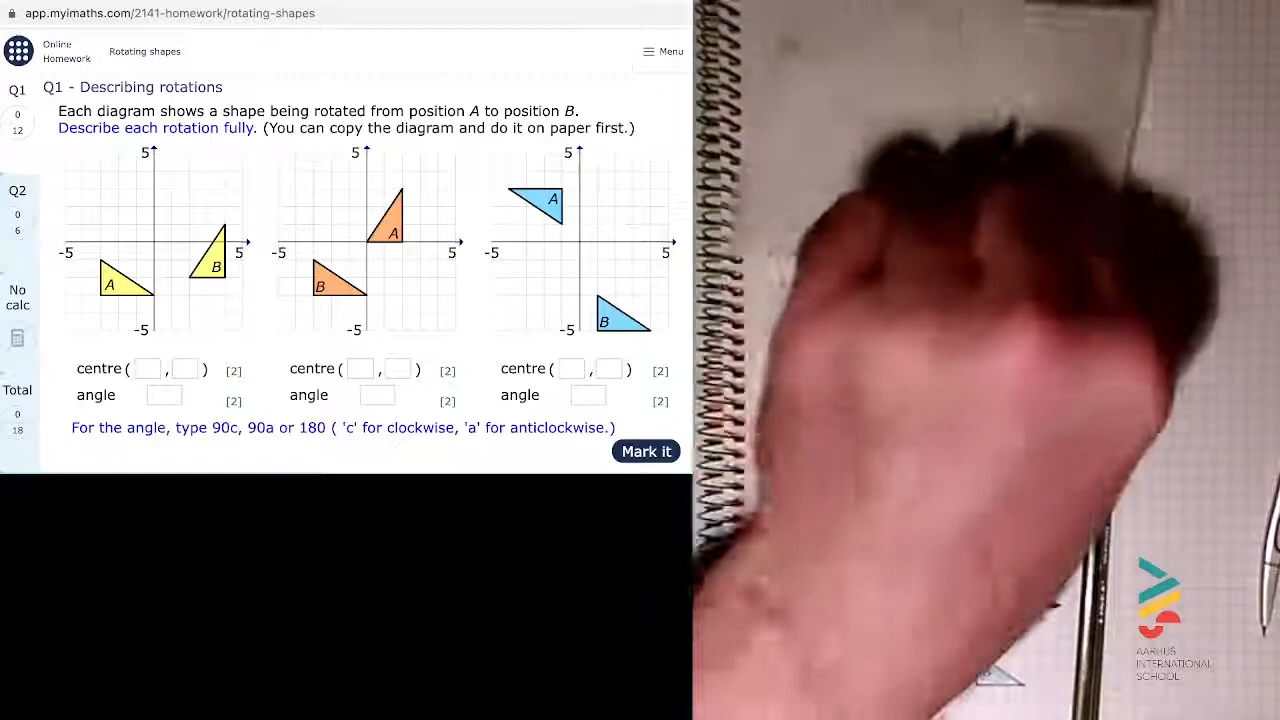 app.myimaths.com/2141-homework/rotating-shapes
Online
Homework
Rotating shapes
Menu
Q1
0
12
Q2
0
No
calc
Total
0
18
Q1 - Describing rotations
Each diagram shows a shape being rotated from position A to position B.
Describe each rotation fully. (You can copy the diagram and do it on paper first.)
5 5 5
A B A B A B
-5 5 -5 5 -5 5
-5 -5 -5
centre ( , ) [2] centre ( , ) [2] centre ( , ) [2]
angle [2] angle [2] angle [2]
For the angle, type 90c, 90a or 180 ( 'c' for clockwise, 'a' for anticlockwise.)
Mark it
AARHUS
INTERNATIONAL
SCHOOL